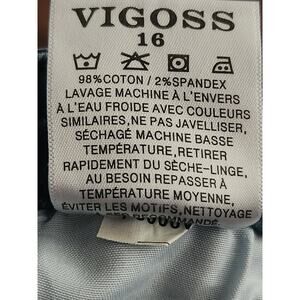 VIGOSS
16
98%COTON / 2%SPANDEX
LAVAGE MACHINE À L'ENVERS
À L'EAU FROIDE AVEC COULEURS
SIMILAIRES, NE PAS JAVELLISER,
SÉCHAGÉ MACHINE BASSE
TEMPÉRATURE, RETIRER
RAPIDEMENT DU SÈCHE-LINGE,
AU BESOIN REPASSER À
TEMPÉRATURE MOYENNE,
ÉVITER LES MOTIFS, NETTOYAGE